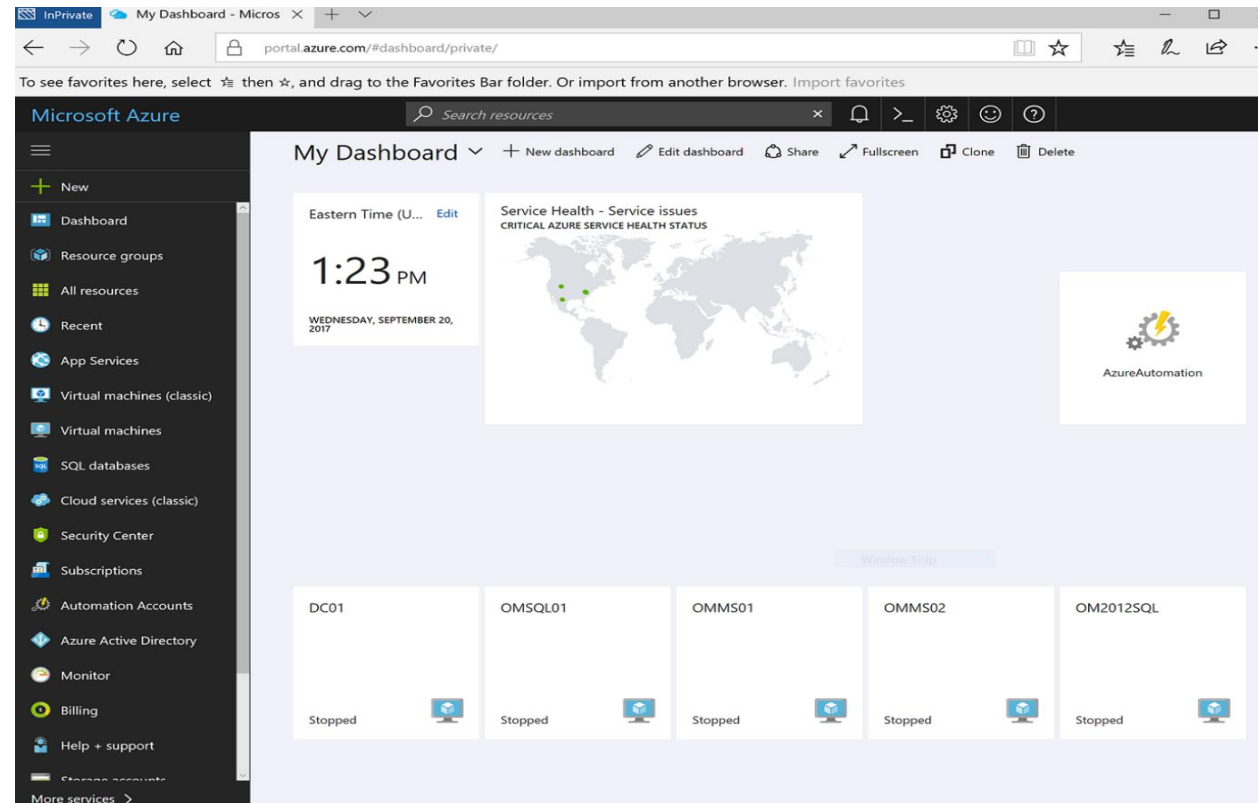 InPrivate
My Dashboard - Micros
portal.azure.com/#dashboard/private/
To see favorites here, select then ☆, and drag to the Favorites Bar folder. Or import from another browser. Import favorites
Microsoft Azure
Search resources
My Dashboard
New dashboard
Edit dashboard
Share
Fullscreen
Clone
Delete
New
Dashboard
Resource groups
All resources
Recent
App Services
Virtual machines (classic)
Virtual machines
SQL databases
Cloud services (classic)
Security Center
Subscriptions
Automation Accounts
Azure Active Directory
Monitor
Billing
Help + support
Storage accounts
More services >
Eastern Time (U... Edit
1:23 PM
WEDNESDAY, SEPTEMBER 20,
2017
Service Health - Service issues
CRITICAL AZURE SERVICE HEALTH STATUS
AzureAutomation
Window Snip
DC01
Stopped
OMSQL01
Stopped
OMMS01
Stopped
OMMS02
Stopped
OM2012SQL
Stopped